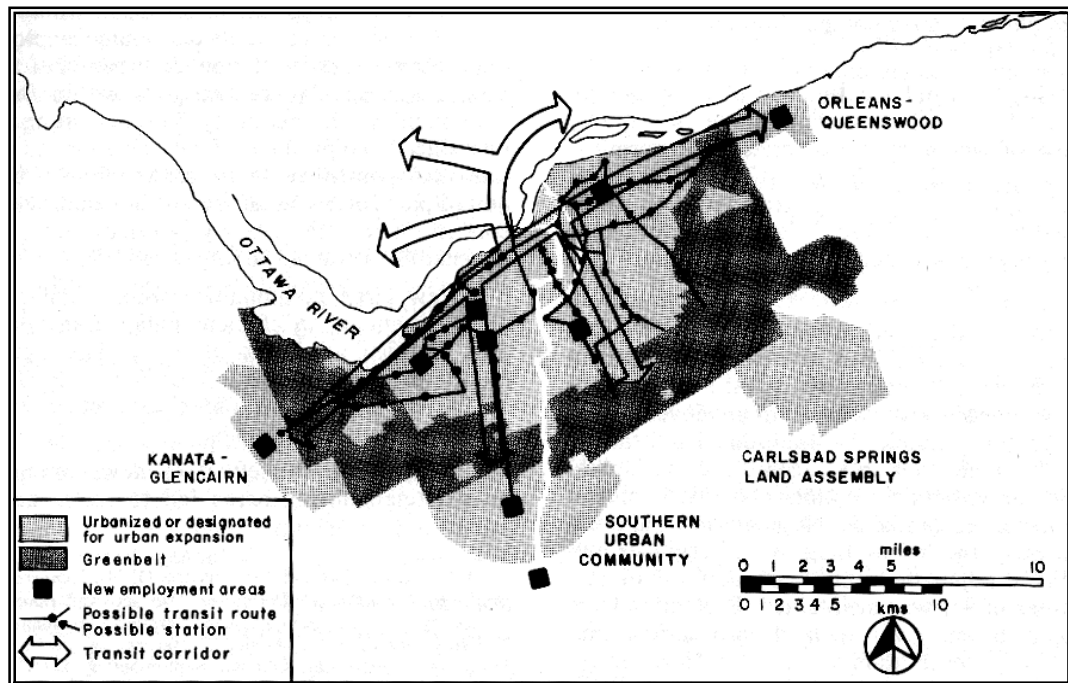 ORLEANS-
QUEENSWOOD
OTTAWA RIVER
KANATA-
GLENCAIRN
CARLSBAD SPRINGS
LAND ASSEMBLY
SOUTHERN
URBAN
COMMUNITY
Urbanized or designated
for urban expansion
Greenbelt
New employment areas
Possible transit route
Possible station
Transit corridor
miles
0 1 2 3 4 5 10
0 1 2 3 4 5 10
kms